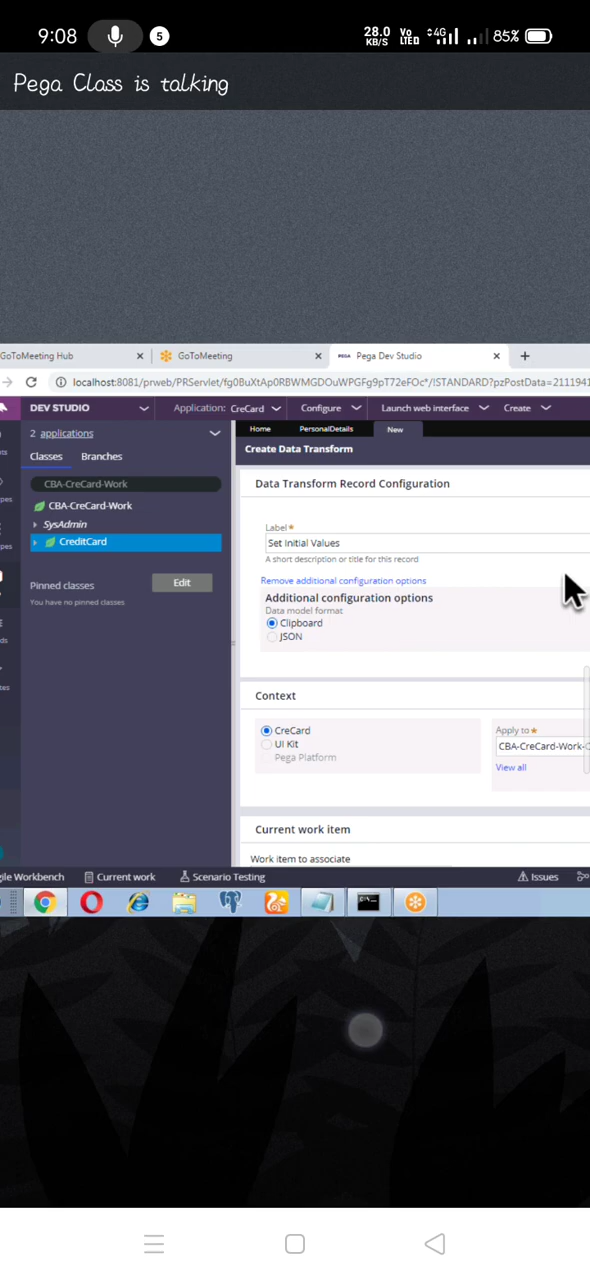 9:08
5
28.0
KB/S
Vo
LTED
4G
85%
Pega Class is talking
GoToMeeting Hub
GoToMeeting
PEGA Pega Dev Studio
localhost:8081/prweb/PRServlet/fg0BuXtAp0RBWMGDOuWPGFg9pT72eFOc*/!STANDARD?pzPostData=2111941
DEV STUDIO
Application: CreCard
Configure
Launch web interface
Create
2 applications
Home
PersonalDetails
New
Classes
Branches
Create Data Transform
CBA-CreCard-Work
CBA-CreCard-Work
SysAdmin
CreditCard
Pinned classes
Edit
You have no pinned classes
Data Transform Record Configuration
Label*
Set Initial Values
A short description or title for this record
Remove additional configuration options
Additional configuration options
Data model format
Clipboard
JSON
Context
CreCard
UI Kit
Pega Platform
Apply to*
CBA-CreCard-Work-C
View all
Current work item
Work item to associate
gile Workbench
Current work
Scenario Testing
Issues